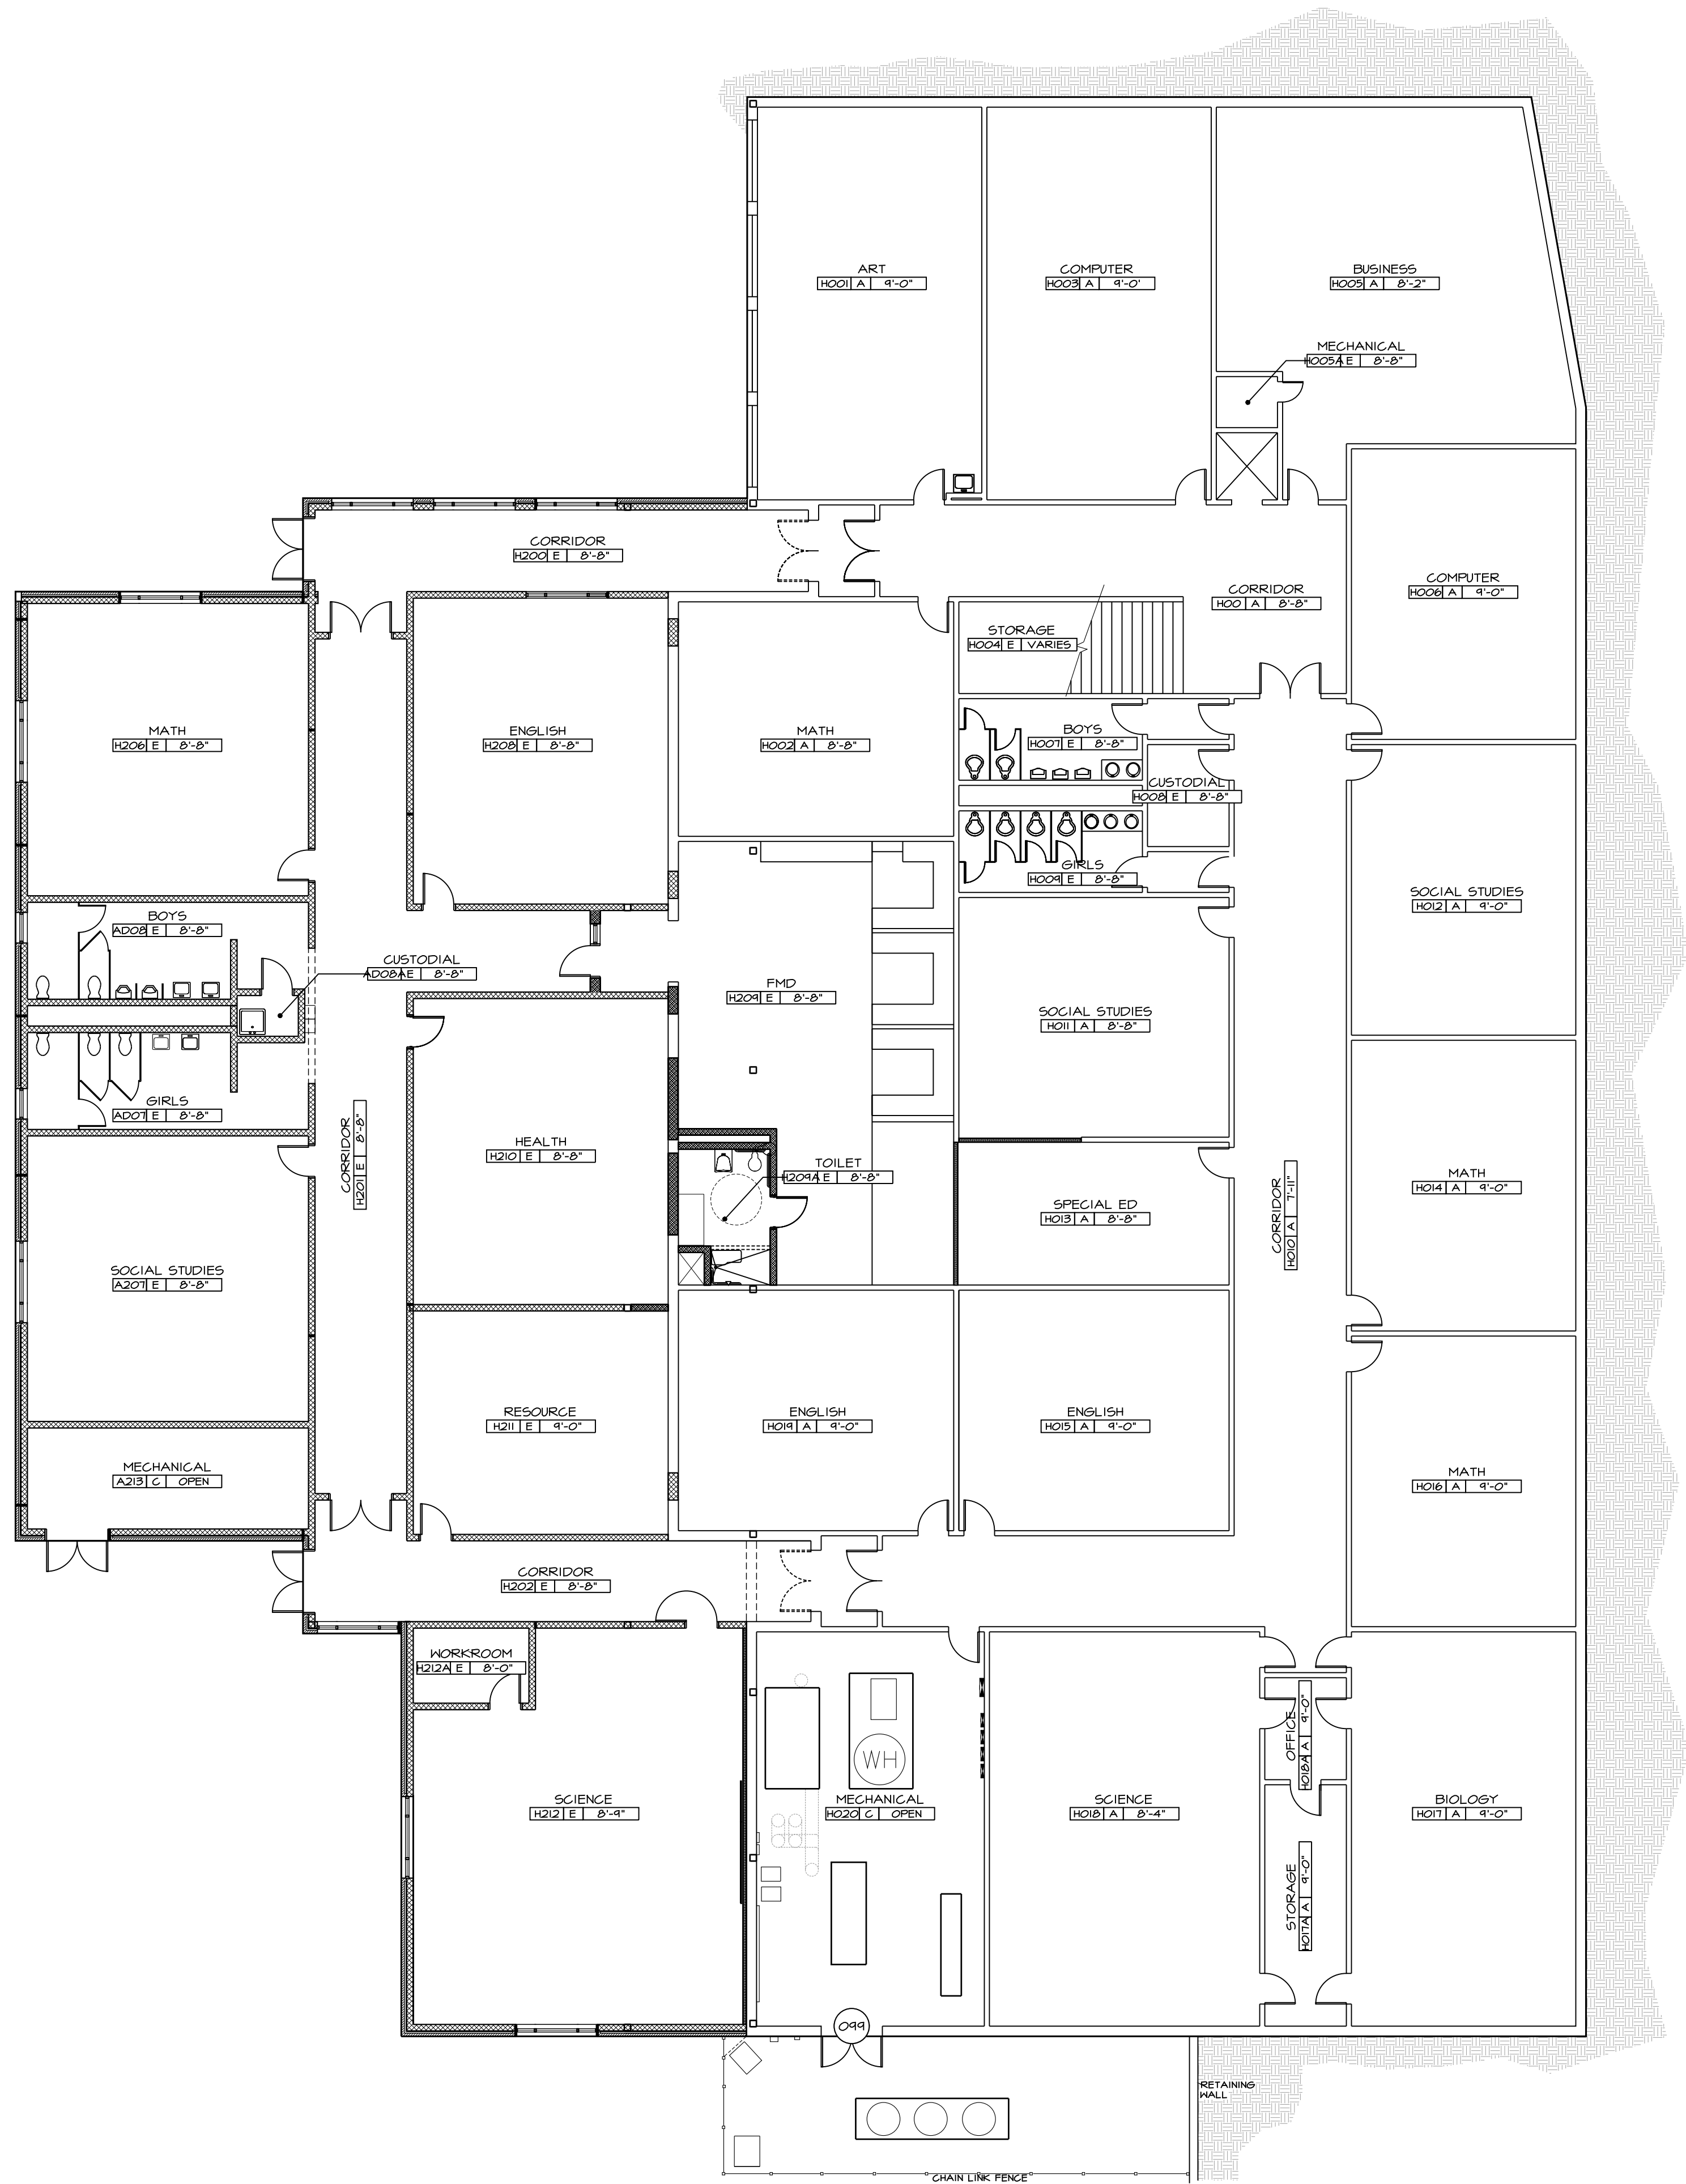 ART
H001 A 9'-0"
COMPUTER
H003 A 9'-0'
BUSINESS
H005 A 8'-2"
MECHANICAL
H005A E 8'-8"
CORRIDOR
H200 E 8'-8"
COMPUTER
H006 A 9'-0"
CORRIDOR
H00 A 8'-8"
STORAGE
H004 E VARIES
MATH
H206 E 8'-8"
ENGLISH
H208 E 8'-8"
MATH
H002 A 8'-8"
BOYS
H007 E 8'-8"
CUSTODIAL
H008 E 8'-8"
GIRLS
H009 E 8'-8"
SOCIAL STUDIES
H012 A 9'-0"
BOYS
AD08 E 8'-8"
CUSTODIAL
AD08A E 8'-8"
FMD
H209 E 8'-8"
SOCIAL STUDIES
H011 A 8'-8"
GIRLS
AD07 E 8'-8"
CORRIDOR
H201 E 8'-8"
HEALTH
H210 E 8'-8"
TOILET
H209A E 8'-8"
SPECIAL ED
H013 A 8'-8"
CORRIDOR
H010 A 7'-11"
MATH
H014 A 9'-0"
SOCIAL STUDIES
A207 E 8'-8"
RESOURCE
H211 E 9'-0"
ENGLISH
H019 A 9'-0"
ENGLISH
H015 A 9'-0"
MECHANICAL
A213 C OPEN
MATH
H016 A 9'-0"
CORRIDOR
H202 E 8'-8"
WORKROOM
H212A E 8'-0"
OFFICE
H018A A 9'-0"
WH
SCIENCE
H212 E 8'-9"
MECHANICAL
H020 C OPEN
SCIENCE
H018 A 8'-4"
BIOLOGY
H017 A 9'-0"
STORAGE
H017A A 9'-0"
099
RETAINING
WALL
CHAIN LINK FENCE